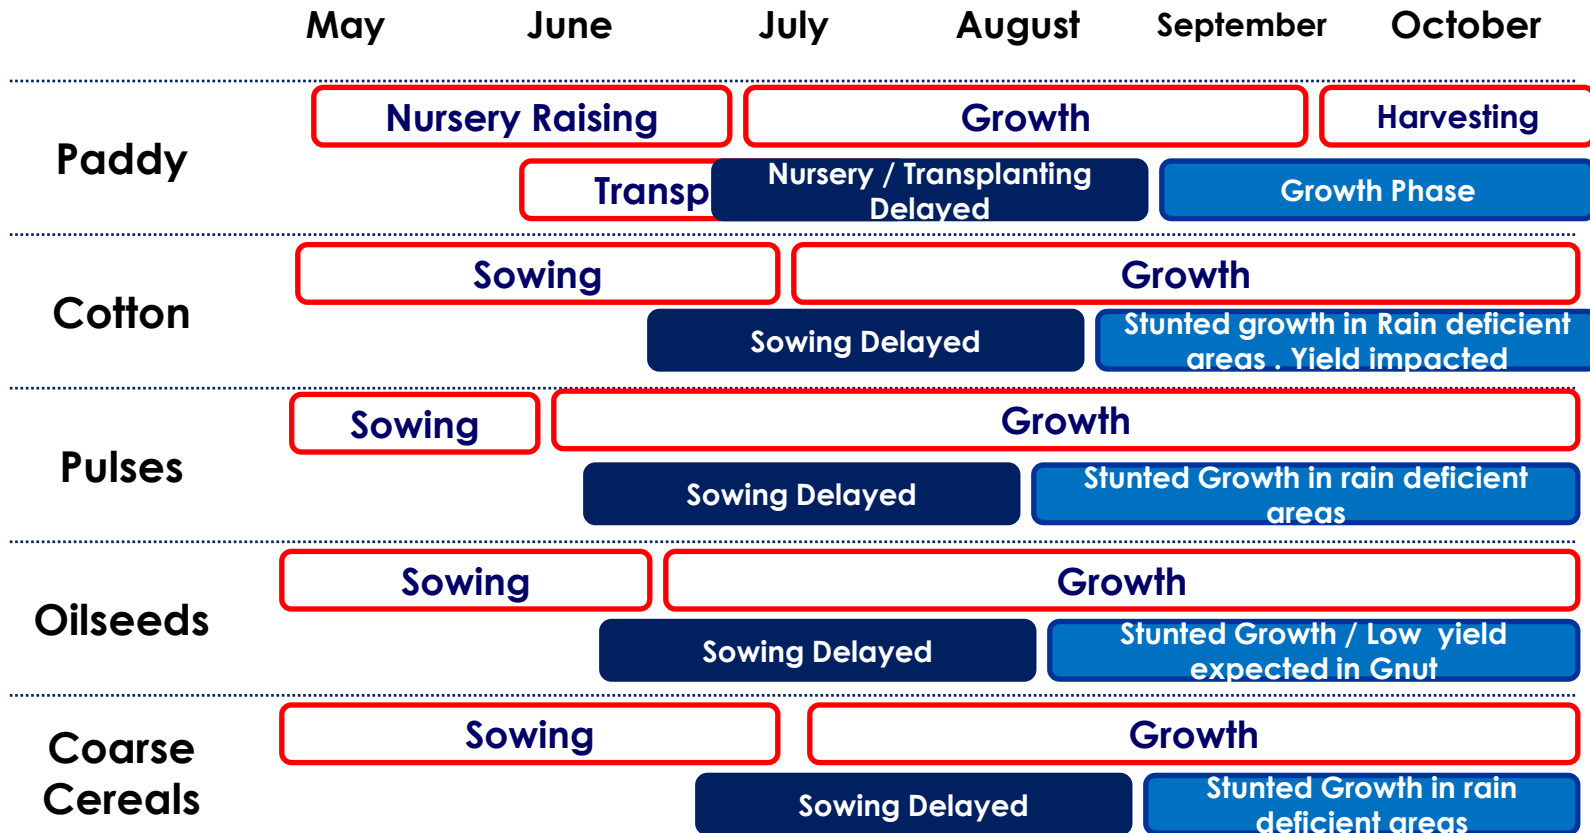 May June July August September October
Nursery Raising Growth Harvesting
Paddy
Transp
Nursery / Transplanting
Delayed
Growth Phase
Sowing Growth
Cotton
Sowing Delayed
Stunted growth in Rain deficient
areas . Yield impacted
Sowing Growth
Pulses
Sowing Delayed
Stunted Growth in rain deficient
areas
Sowing Growth
Oilseeds
Sowing Delayed
Stunted Growth / Low yield
expected in Gnut
Sowing Growth
Coarse
Cereals
Sowing Delayed
Stunted Growth in rain
deficient areas